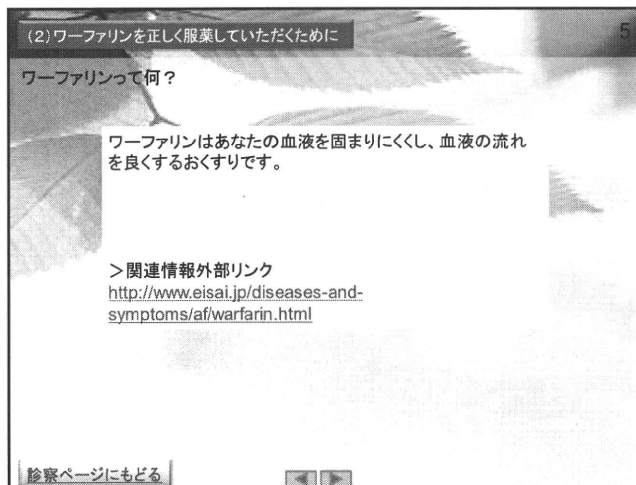 (2)ワーファリンを正しく服薬していただくために
5
ワーファリンって何？
ワーファリンはあなたの血液を固まりにくくし、血液の流れ
を良くするおくすりです。
＞関連情報外部リンク
http://www.eisai.jp/diseases-and-
symptoms/af/warfarin.html
診察ページにもどる